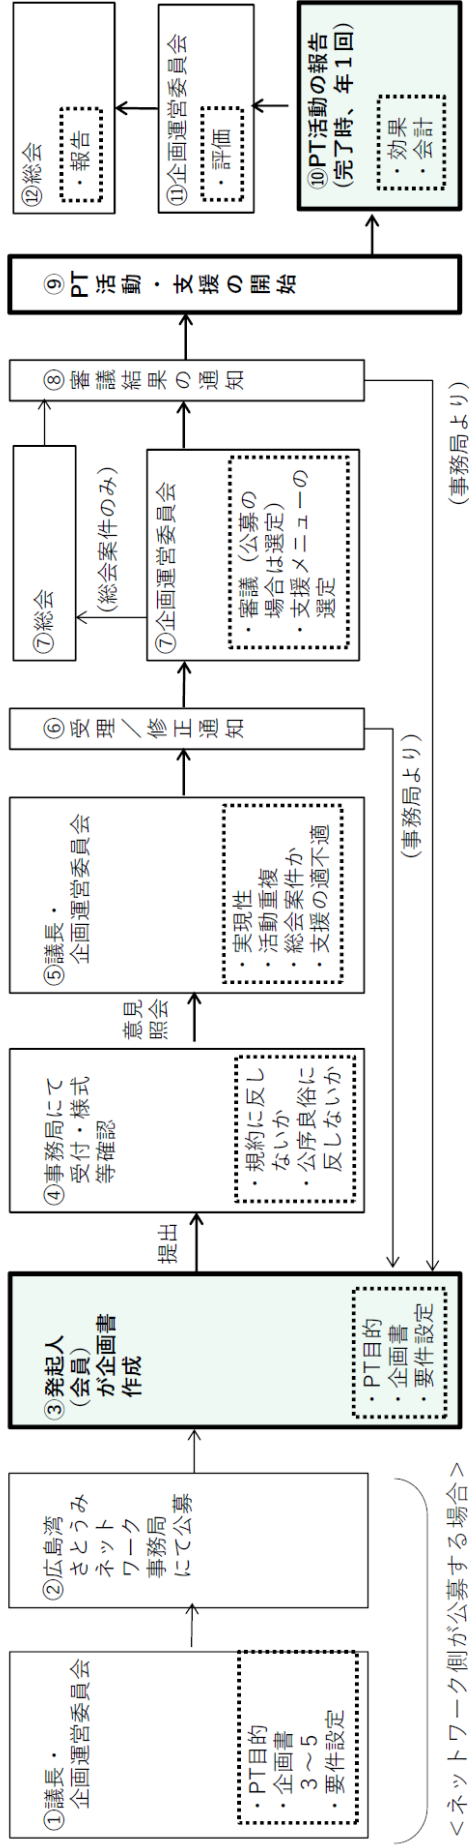 ①議長・
企画運営委員会
・PT目的
・企画書
３～５
・要件設定
②広島湾
さとうみ
ネット
ワーク
事務局
にて公募
＜ネットワーク側が公募する場合＞
③発起人
(会員)
が企画書
作成
・PT目的
・企画書
・要件設定
提出
④事務局にて
受付・様式
等確認
・規約に反し
ないか
・公序良俗に
反しないか
意見
照会
⑤議長・
企画運営委員会
・実現性
・活動重複
・総会案件か
・支援の適不適
⑥受理／修正通知
(事務局より)
⑦総会
(総会案件のみ)
⑦企画運営委員会
・審議（公募の
場合は選定）
・支援メニューの
選定
⑧審議結果の通知
(事務局より)
⑨PT活動・支援の開始
⑩PT活動の報告
(完了時、年１回)
・効果
・会計
⑪企画運営委員会
・評価
⑫総会
・報告